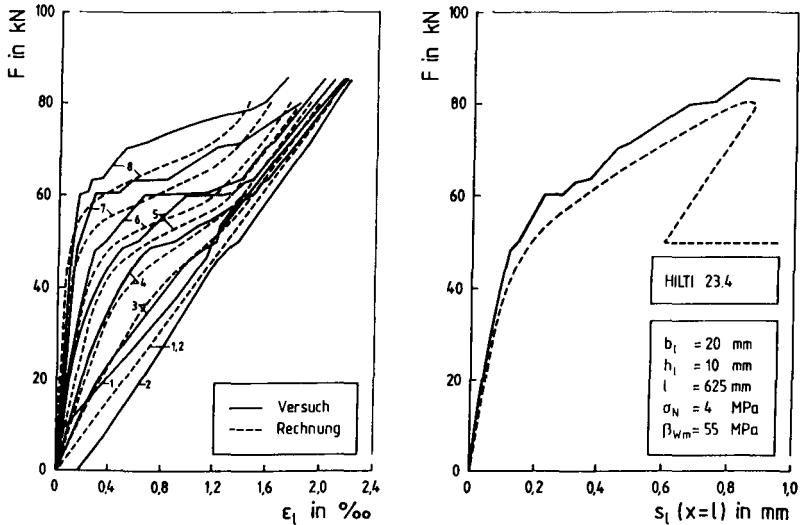 F in kN
100
80
60
40
20
0
0
0,4
0,8
1,2
1,6
2,0
2,4
ε_l in ‰
8
7
6
5
4
3
1
1,2
2
Versuch
Rechnung
F in kN
100
80
60
40
20
0
0
0,2
0,4
0,6
0,8
1,0
s_l (x=l) in mm
HILTI 23.4
b_l = 20 mm
h_l = 10 mm
l = 625 mm
σ_N = 4 MPa
β_Wm = 55 MPa